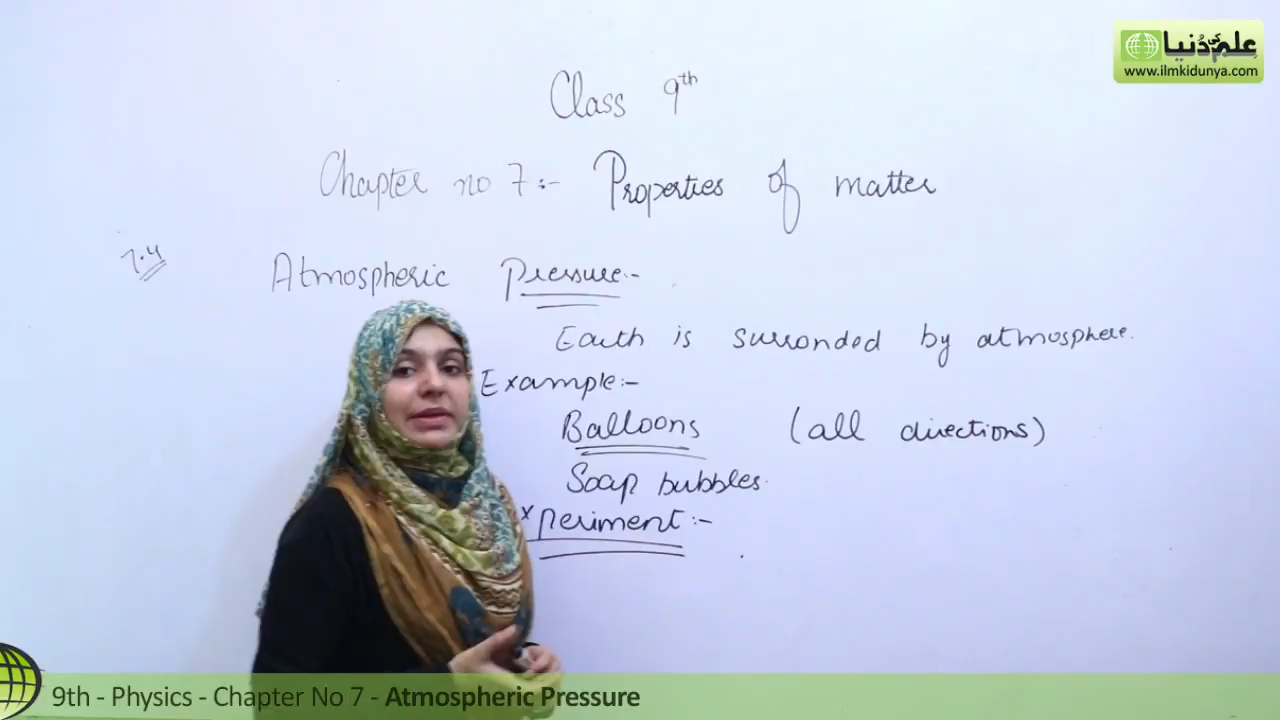 علم کی دُنیا
www.ilmkidunya.com
Class 9th
Chapter no 7:- Properties of matter
7.4
Atmospheric Pressure:-
Earth is surronded by atmosphere.
Example:-
Balloons (all directions)
Soap bubbles.
xperiment:-
9th - Physics - Chapter No 7 - Atmospheric Pressure